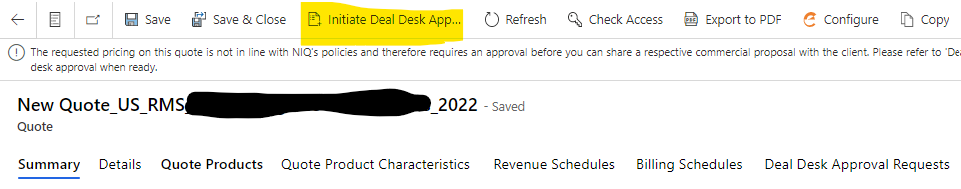 Save Save & Close Initiate Deal Desk App... Refresh Check Access Export to PDF Configure Copy
The requested pricing on this quote is not in line with NIQ's policies and therefore requires an approval before you can share a respective commercial proposal with the client. Please refer to 'Dea
desk approval when ready.
New Quote_US_RMS_ _2022 - Saved
Quote
Summary Details Quote Products Quote Product Characteristics Revenue Schedules Billing Schedules Deal Desk Approval Requests